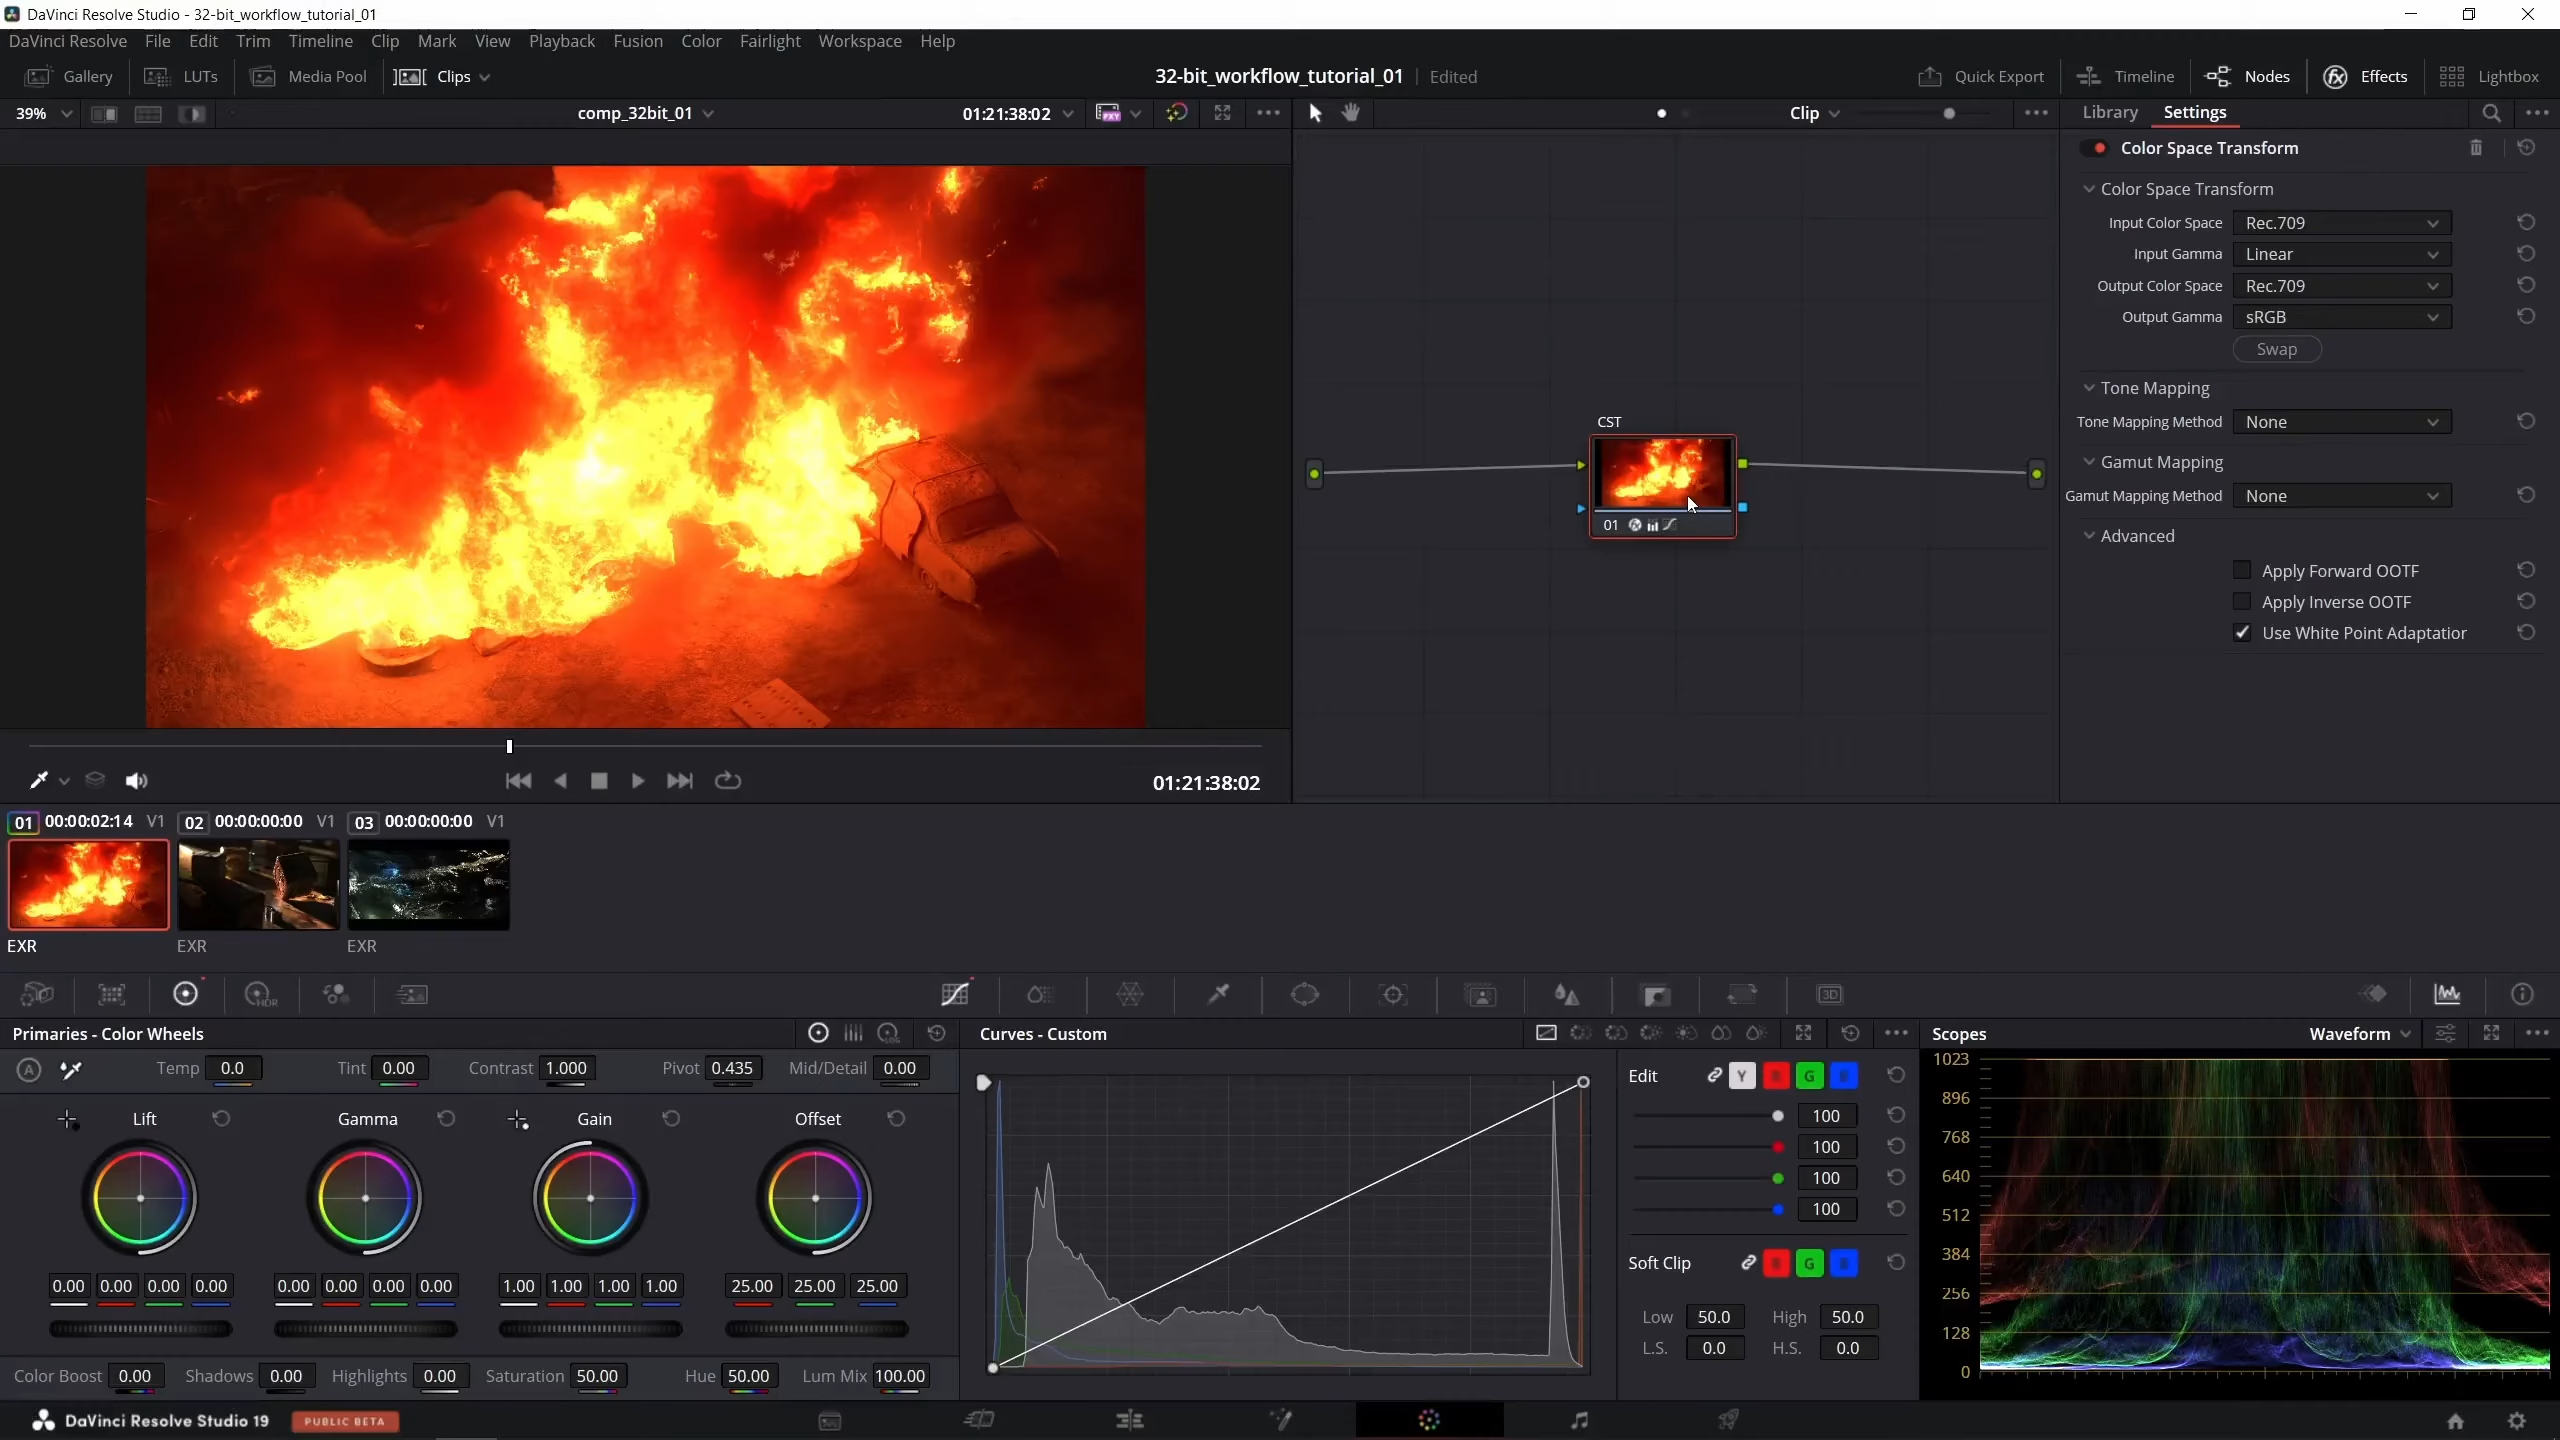 DaVinci Resolve Studio - 32-bit_workflow_tutorial_01
DaVinci Resolve File Edit Trim Timeline Clip Mark View Playback Fusion Color Fairlight Workspace Help
Gallery LUTs Media Pool Clips 32-bit_workflow_tutorial_01 Edited Quick Export Timeline Nodes Effects Lightbox
39% comp_32bit_01 01:21:38:02 Clip Library Settings
Color Space Transform
Color Space Transform
Input Color Space Rec.709
Input Gamma Linear
Output Color Space Rec.709
Output Gamma sRGB
Swap
Tone Mapping
Tone Mapping Method None
Gamut Mapping
Gamut Mapping Method None
Advanced
Apply Forward OOTF
Apply Inverse OOTF
Use White Point Adaptation
CST
01
01:21:38:02
01 00:00:02:14 V1 02 00:00:00:00 V1 03 00:00:00:00 V1
EXR EXR EXR
HDR 3D
Primaries - Color Wheels
LOG
A Temp 0.0 Tint 0.00 Contrast 1.000 Pivot 0.435 Mid/Detail 0.00
Lift Gamma Gain Offset
0.00 0.00 0.00 0.00 0.00 0.00 0.00 0.00 1.00 1.00 1.00 1.00 25.00 25.00 25.00
Color Boost 0.00 Shadows 0.00 Highlights 0.00 Saturation 50.00 Hue 50.00 Lum Mix 100.00
Curves - Custom
Edit Y G
100
100
100
100
Soft Clip G
Low 50.0 High 50.0
L.S. 0.0 H.S. 0.0
Scopes Waveform
1023
896
768
640
512
384
256
128
0
DaVinci Resolve Studio 19 PUBLIC BETA